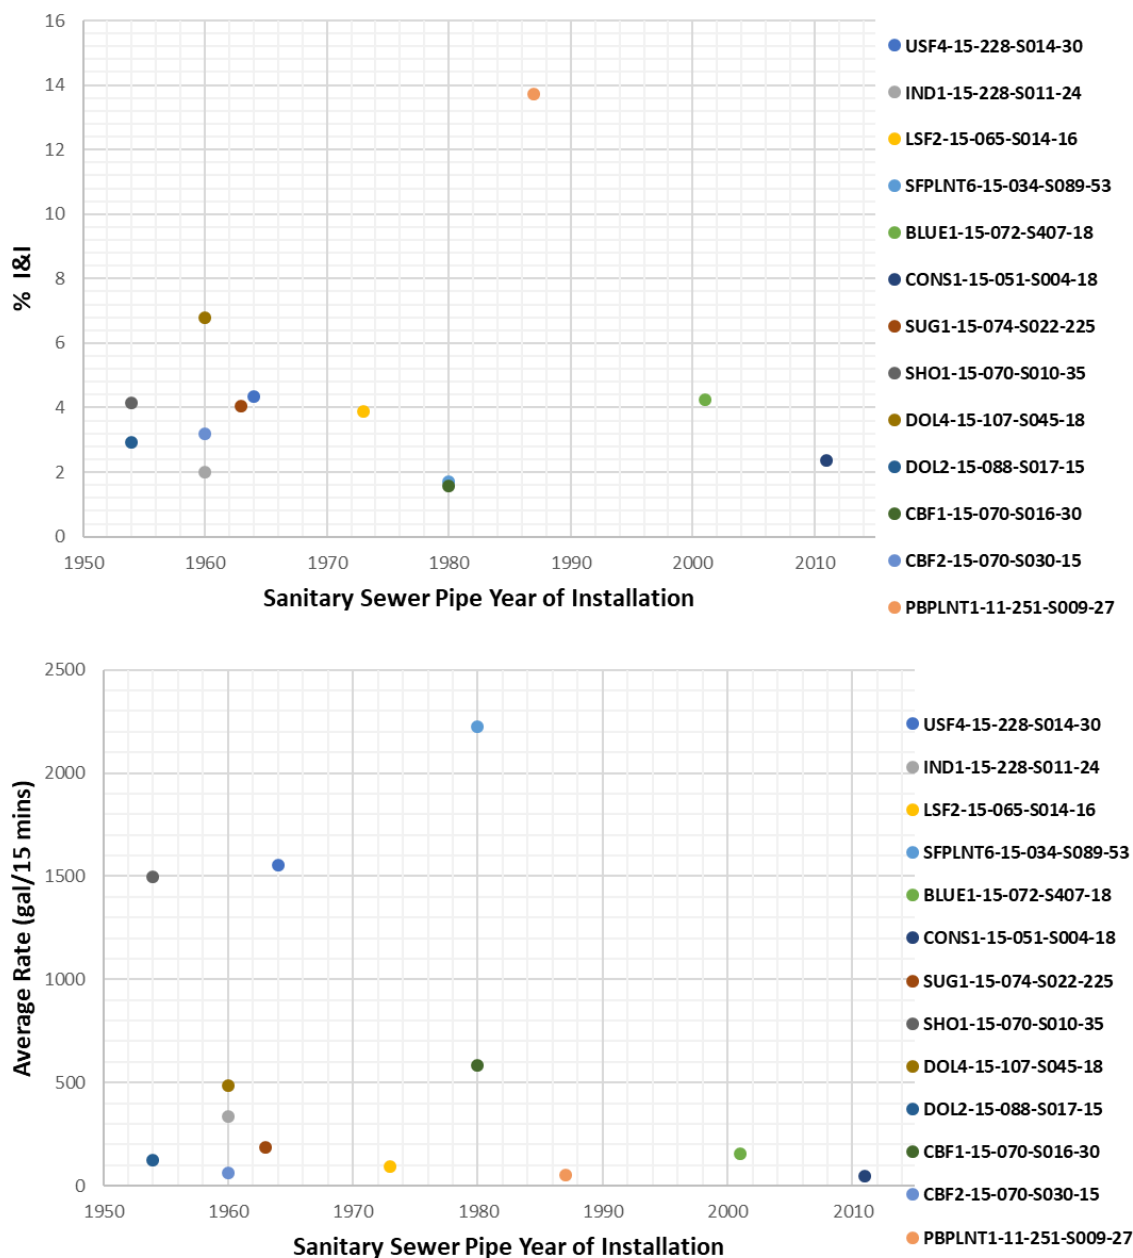 16
14
12
10
8
6
4
2
0
% I&I
1950 1960 1970 1980 1990 2000 2010
Sanitary Sewer Pipe Year of Installation
USF4-15-228-S014-30
IND1-15-228-S011-24
LSF2-15-065-S014-16
SFPLNT6-15-034-S089-53
BLUE1-15-072-S407-18
CONS1-15-051-S004-18
SUG1-15-074-S022-225
SHO1-15-070-S010-35
DOL4-15-107-S045-18
DOL2-15-088-S017-15
CBF1-15-070-S016-30
CBF2-15-070-S030-15
PBPLNT1-11-251-S009-27
2500
2000
1500
1000
500
0
Average Rate (gal/15 mins)
1950 1960 1970 1980 1990 2000 2010
Sanitary Sewer Pipe Year of Installation
USF4-15-228-S014-30
IND1-15-228-S011-24
LSF2-15-065-S014-16
SFPLNT6-15-034-S089-53
BLUE1-15-072-S407-18
CONS1-15-051-S004-18
SUG1-15-074-S022-225
SHO1-15-070-S010-35
DOL4-15-107-S045-18
DOL2-15-088-S017-15
CBF1-15-070-S016-30
CBF2-15-070-S030-15
PBPLNT1-11-251-S009-27